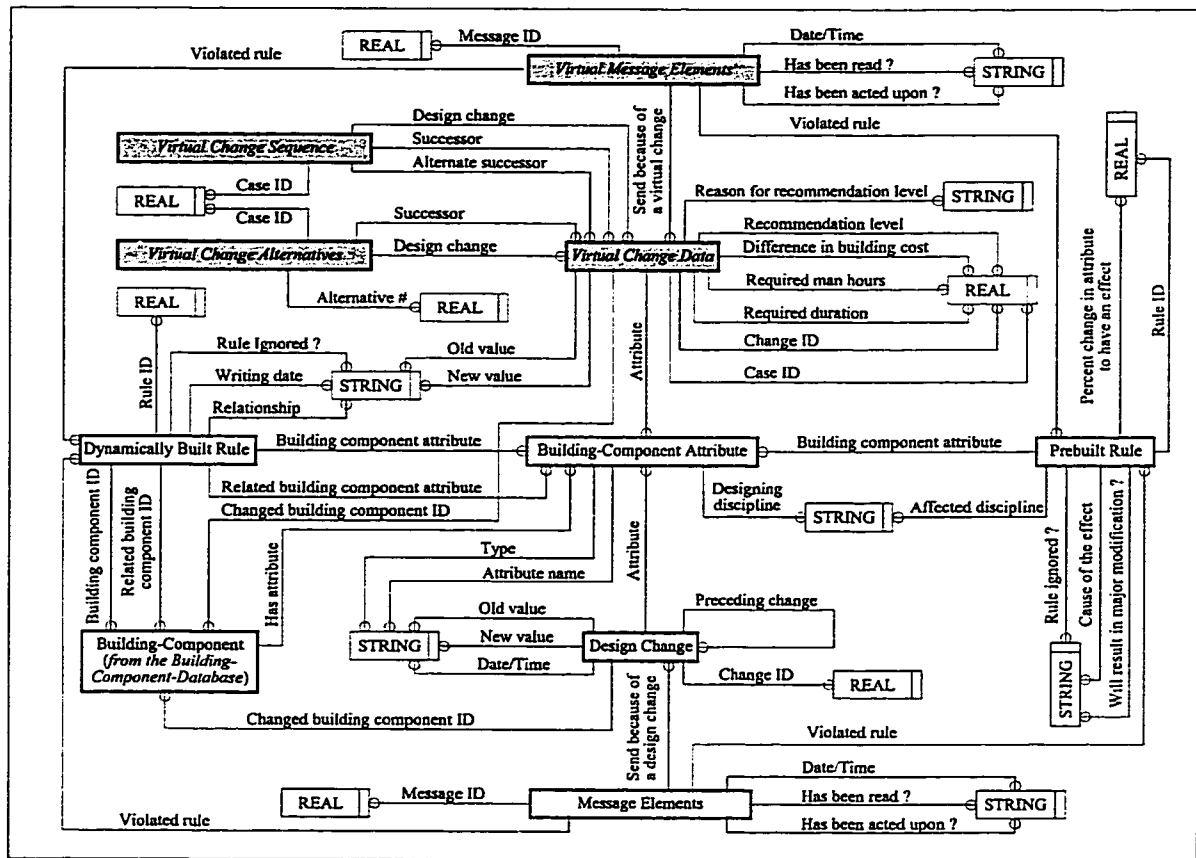 Violated rule
REAL
Message ID
Virtual Message Elements
Date/Time
Has been read ?
Has been acted upon ?
STRING
Violated rule
Design change
Successor
Alternate successor
Virtual Change Sequence
Case ID
REAL
Case ID
Send because of
a virtual change
Reason for recommendation level
STRING
REAL
Successor
Design change
Virtual Change Alternatives
Virtual Change Data
Recommendation level
Difference in building cost
Required man hours
REAL
Required duration
Change ID
Case ID
Percent change in attribute
to have an effect
Rule ID
REAL
Alternative #
REAL
Rule ID
Rule Ignored ?
Writing date
Relationship
STRING
Old value
New value
Attribute
Dynamically Built Rule
Building component attribute
Building-Component Attribute
Building component attribute
Prebuilt Rule
Related building component attribute
Changed building component ID
Building component ID
Related building
component ID
Has attribute
Designing
discipline
STRING
Affected discipline
Type
Attribute name
Attribute
Preceding change
Rule ignored ?
Cause of the effect
Will result in major modification ?
STRING
Building-Component
(from the Building-
Component-Database)
STRING
Old value
New value
Date/Time
Design Change
Change ID
REAL
Changed building component ID
Send because of
a design change
Violated rule
REAL
Message ID
Message Elements
Date/Time
Has been read ?
Has been acted upon ?
STRING
Violated rule